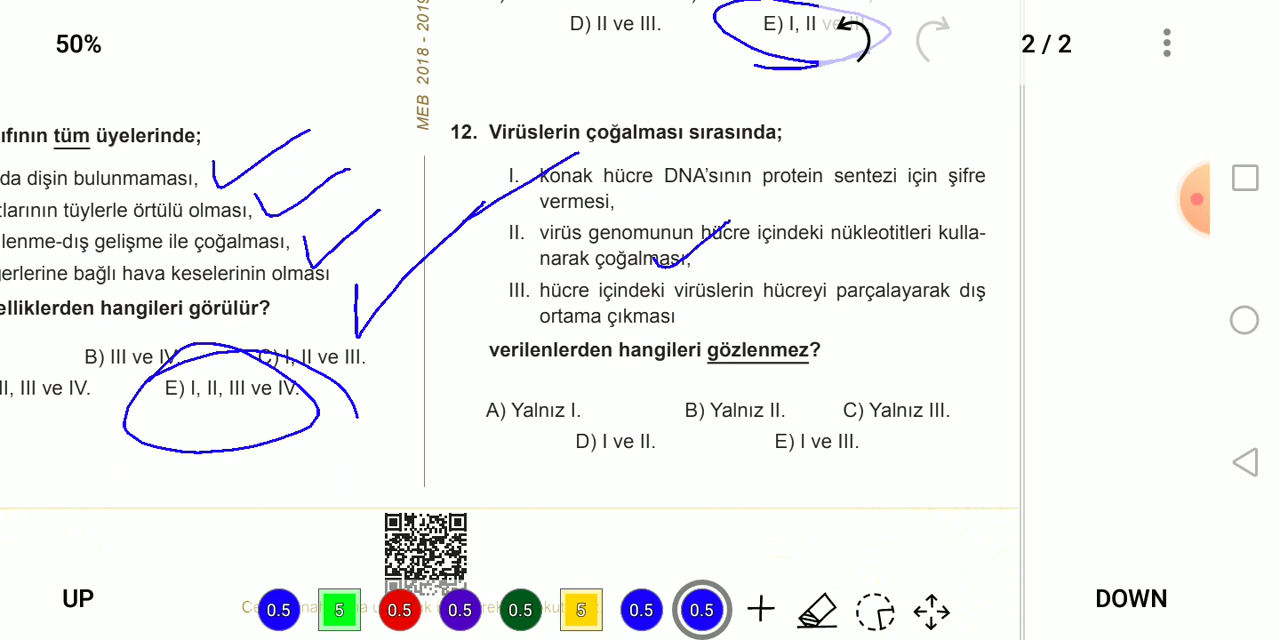 D) II ve III.
E) I, II ve
50%
2 / 2
MEB 2018 - 2019
ıfının tüm üyelerinde;
da dişin bulunmaması,
tlarının tüylerle örtülü olması,
lenme-dış gelişme ile çoğalması,
erlerine bağlı hava keselerinin olması
elliklerden hangileri görülür?
B) III ve IV.
C) I, II ve III.
II, III ve IV.
E) I, II, III ve IV.
12. Virüslerin çoğalması sırasında;
I. konak hücre DNA’sının protein sentezi için şifre
vermesi,
II. virüs genomunun hücre içindeki nükleotitleri kulla-
narak çoğalması,
III. hücre içindeki virüslerin hücreyi parçalayarak dış
ortama çıkması
verilenlerden hangileri gözlenmez?
A) Yalnız I.
B) Yalnız II.
C) Yalnız III.
D) I ve II.
E) I ve III.
UP
0.5
5
0.5
0.5
0.5
5
0.5
0.5
DOWN